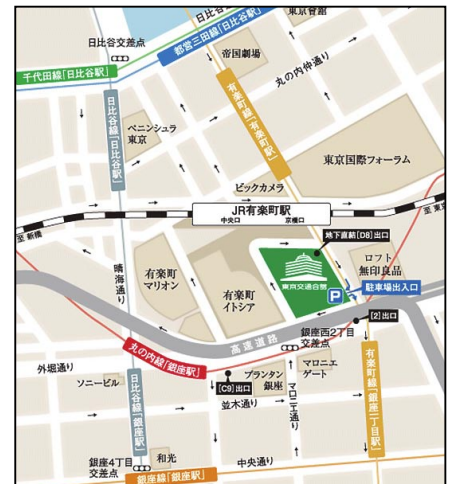 東京會舘
日比谷線「日比谷駅」
日比谷交差点
都営三田線「日比谷駅」
帝国劇場
千代田線「日比谷駅」
丸の内仲通り
有楽町線「有楽町駅」
ペニンシュラ
東京
東京国際フォーラム
ビックカメラ
JR有楽町駅
中央口
京橋口
至 新橋
至 東京
地下直結[D8]出口
晴海通り
有楽町
マリオン
有楽町
イトシア
東京交通会館
ロフト
無印良品
P
駐車場出入口
[2]出口
高速道路
銀座西2丁目
交差点
外堀通り
丸の内線「銀座駅」
ソニービル
日比谷線「銀座駅」
[C9]出口
プランタン
銀座
マロニエ
ゲート
並木通り
マロニエ通り
有楽町線「銀座一丁目駅」
銀座4丁目
交差点
和光
中央通り
銀座線「銀座駅」